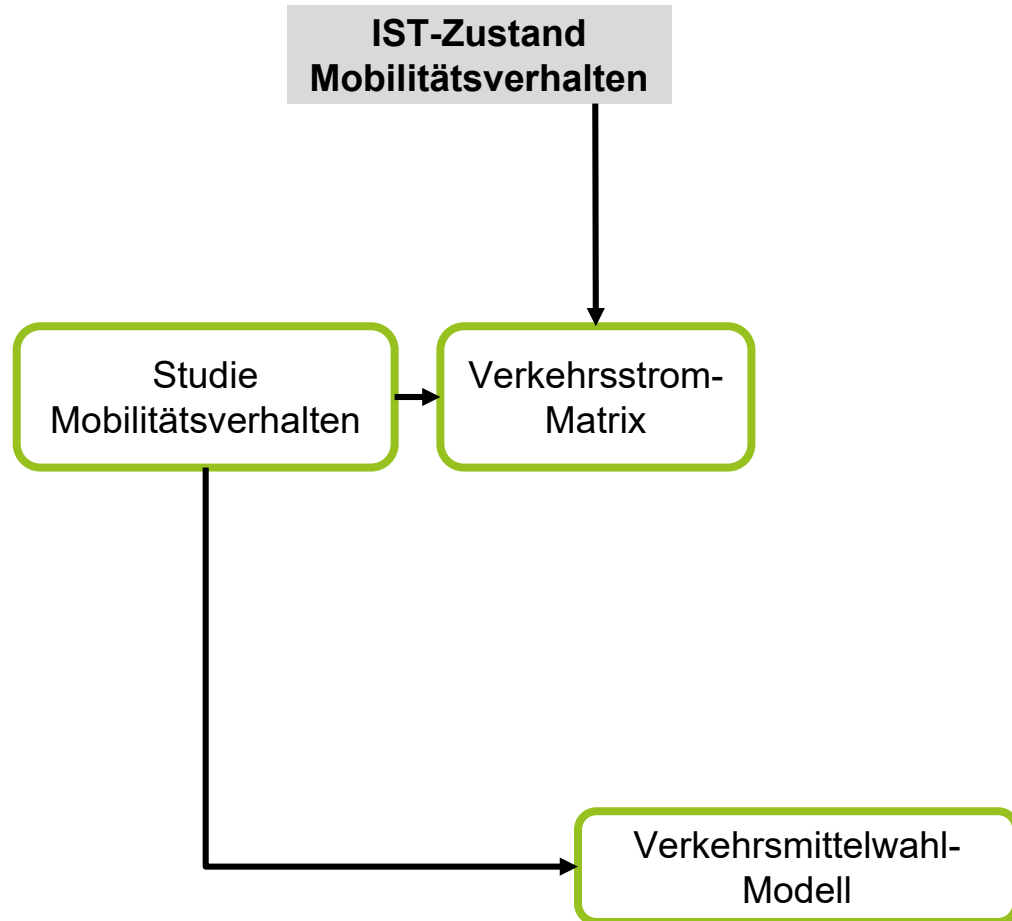 IST-Zustand
Mobilitätsverhalten
Studie
Mobilitätsverhalten
Verkehrsstrom-
Matrix
Verkehrsmittelwahl-
Modell